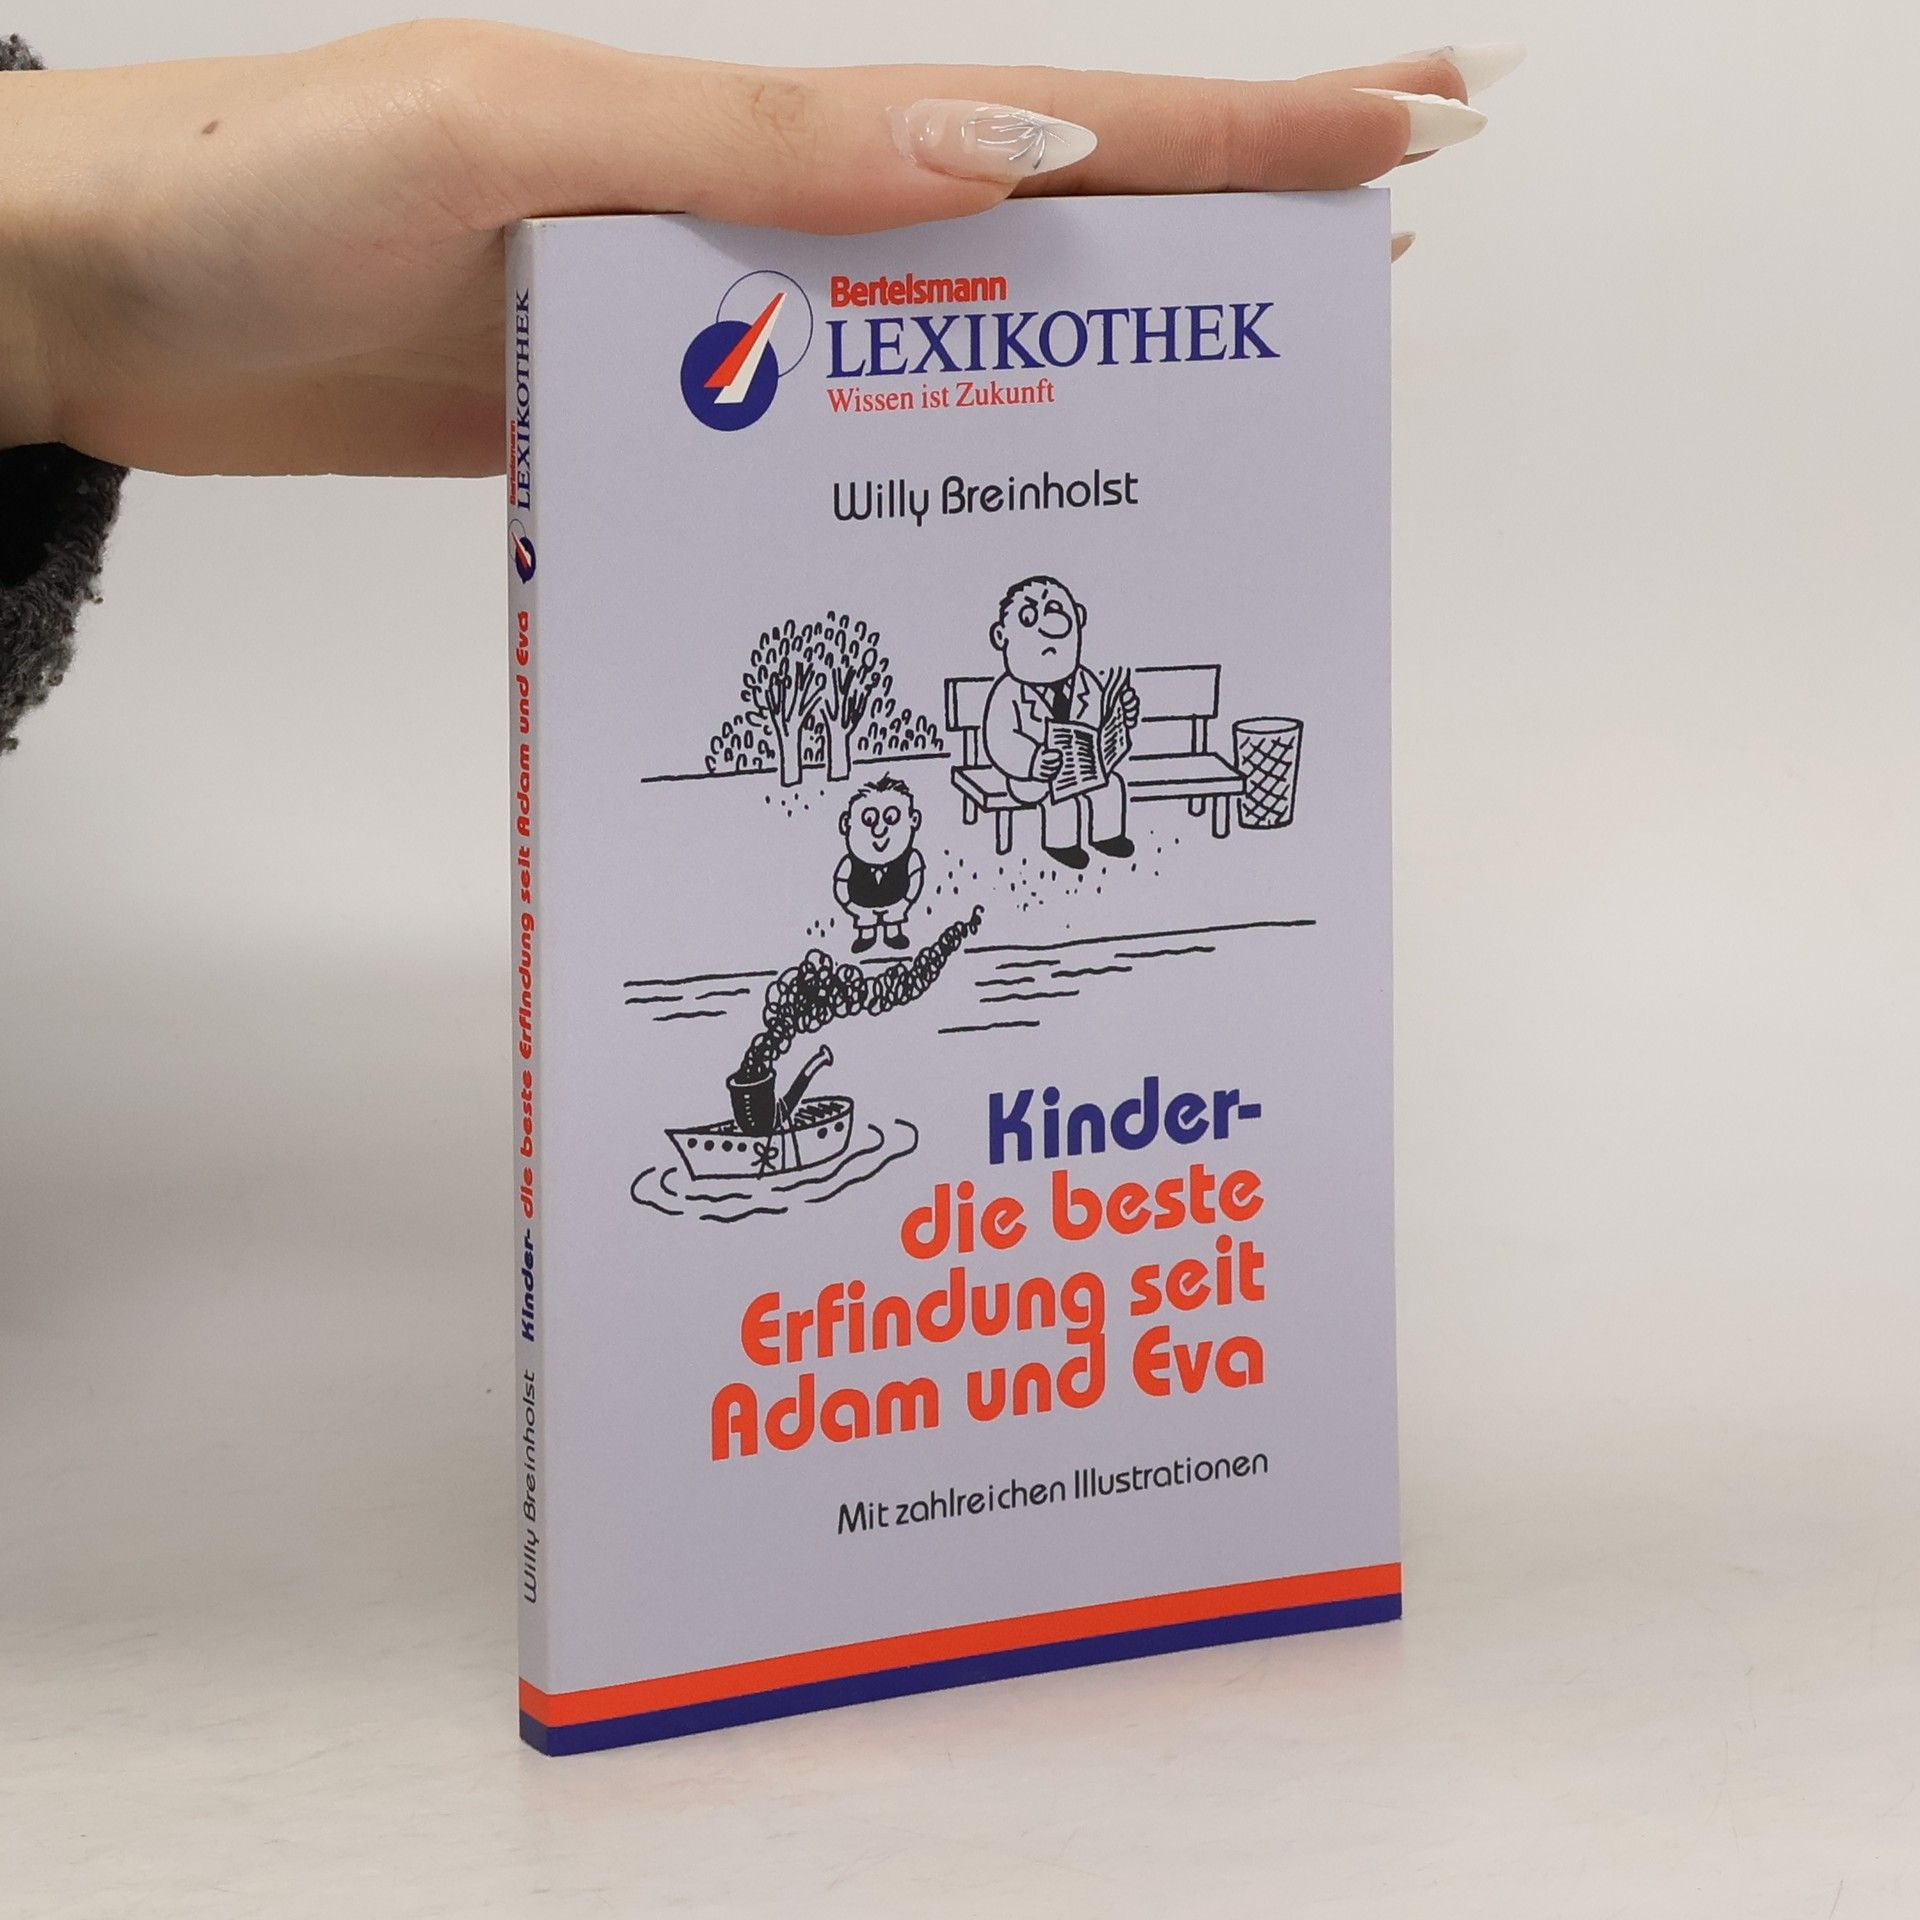 Bertelsmann
LEXIKOTHEK
Wissen ist Zukunft
Willy Breinholst
Kinder-
die beste
Erfindung seit
Adam und Eva
Mit zahlreichen Illustrationen
Willy Breinholst Kinder- die beste Erfindung seit Adam und Eva Bertelsmann LEXIKOTHEK